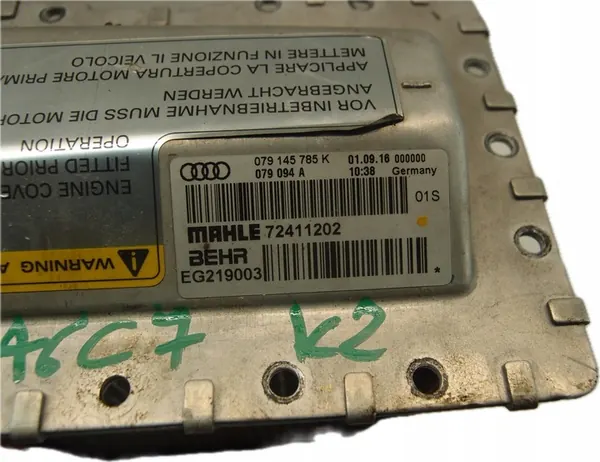 WARNING A
ENGINE COVE
FITTED PRIOR
OPERATION
VOR INBETRIEBNAHME MUSS DIE MOTOR
ANGEBRACHT WERDEN
APPLICARE LA COPERTURA MOTORE PRIMA
METTERE IN FUNZIONE IL VEICOLO
079 145 785 K 01.09.16 000000
079 094 A 10:38 Germany
01S
MAHLE 72411202
BEHR
EG219003 *
A6C7 K2